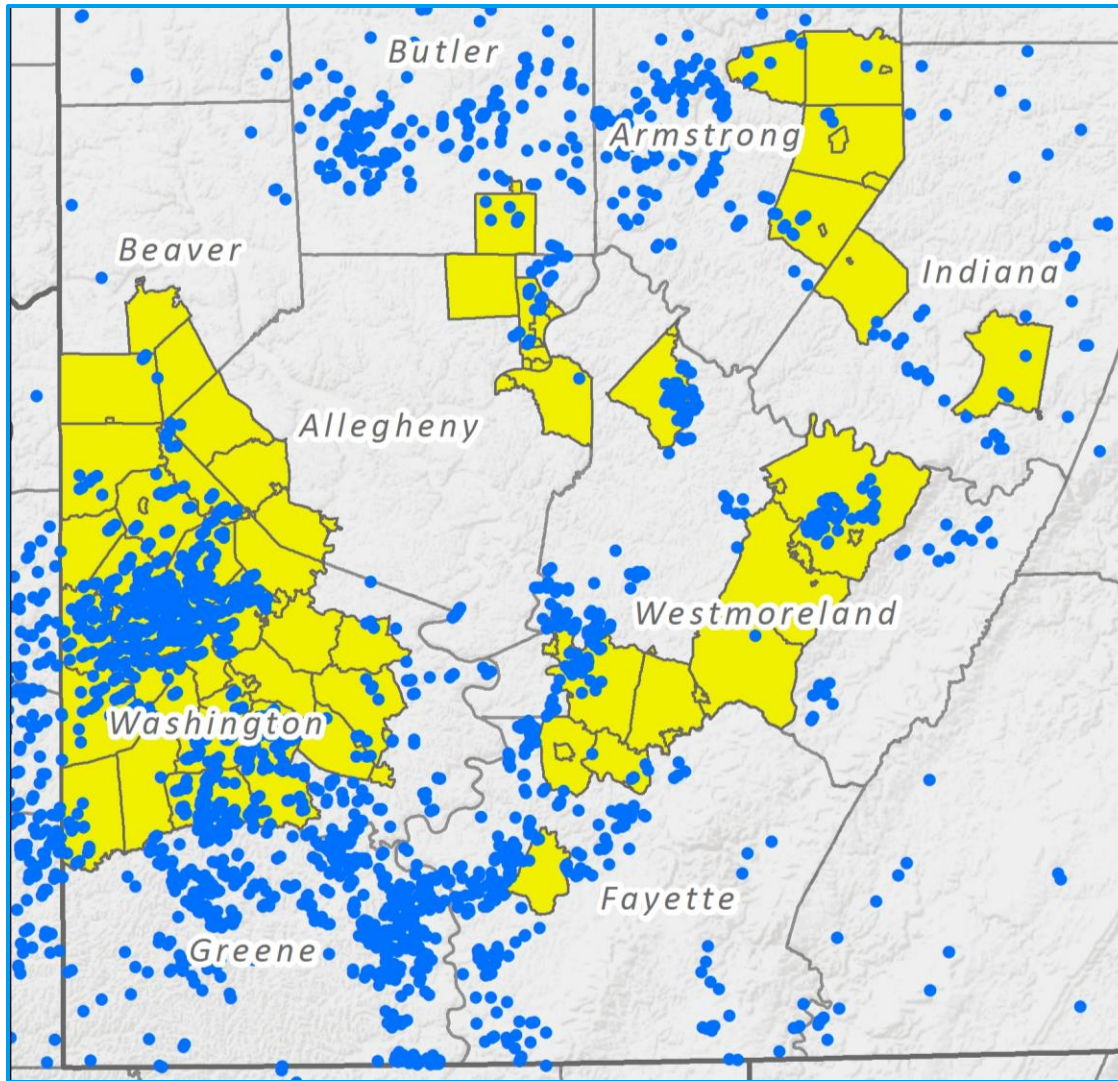 Butler
Armstrong
Beaver
Indiana
Allegheny
Westmoreland
Washington
Fayette
Greene